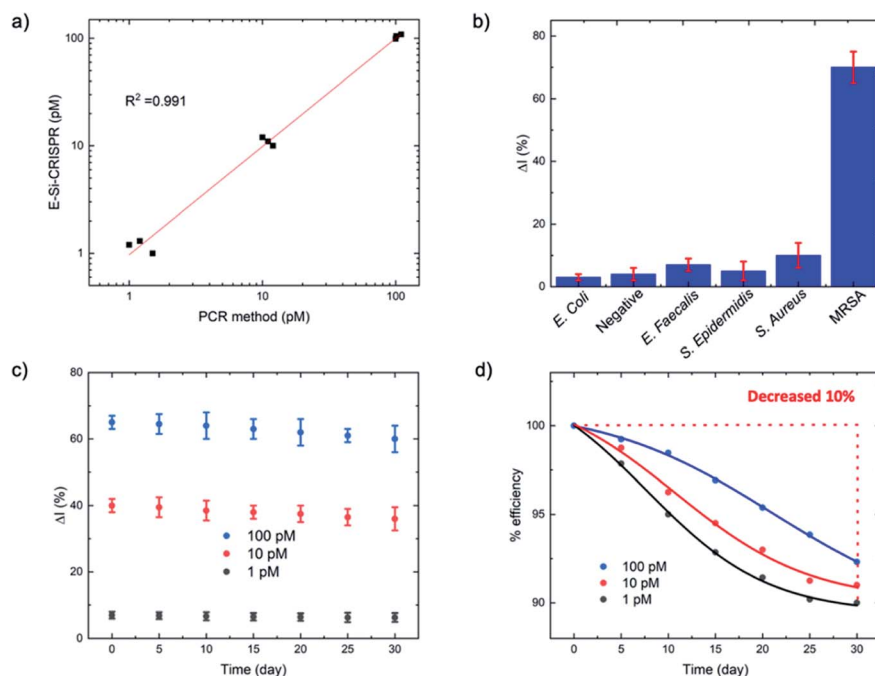 a)
R² =0.991
E-Si-CRISPR (pM)
100
10
1
1
10
100
PCR method (pM)
b)
ΔI (%)
80
60
40
20
0
E. Coli
Negative
E. Faecalis
S. Epidermidis
S. Aureus
MRSA
c)
ΔI (%)
80
60
40
20
0
100 pM
10 pM
1 pM
0
5
10
15
20
25
30
Time (day)
d)
Decreased 10%
% efficiency
100
95
90
100 pM
10 pM
1 pM
0
5
10
15
20
25
30
Time (day)